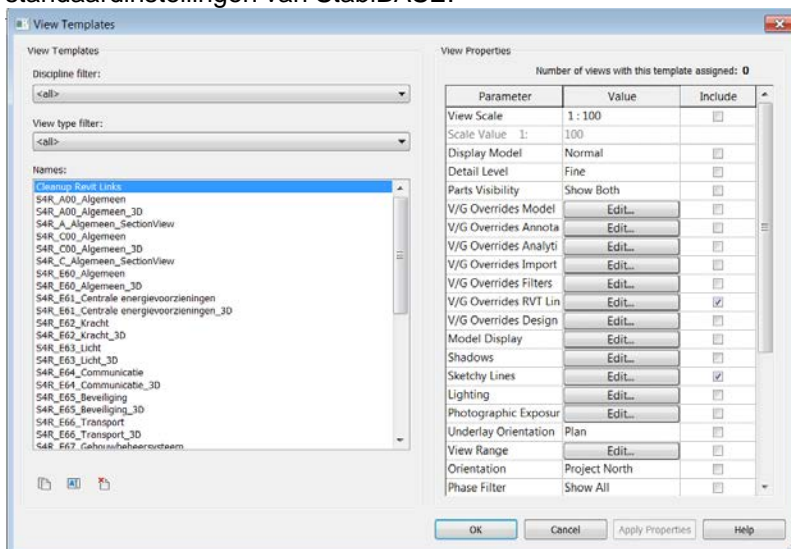 standaardinstellingen van StabiBASE.
View Templates
View Templates
Discipline filter:
<all>
View type filter:
<all>
Names:
Cleanup Revit Links
S4R_A00_Algemeen
S4R_A00_Algemeen_3D
S4R_A_Algemeen_SectionView
S4R_C00_Algemeen
S4R_C00_Algemeen_3D
S4R_C_Algemeen_SectionView
S4R_E60_Algemeen
S4R_E60_Algemeen_3D
S4R_E61_Centrale energievoorzieningen
S4R_E61_Centrale energievoorzieningen_3D
S4R_E62_Kracht
S4R_E62_Kracht_3D
S4R_E63_Licht
S4R_E63_Licht_3D
S4R_E64_Communicatie
S4R_E64_Communicatie_3D
S4R_E65_Beveiliging
S4R_E65_Beveiliging_3D
S4R_E66_Transport
S4R_E66_Transport_3D
S4R_E67_Gebouwbeheersysteem
View Properties
Number of views with this template assigned: 0
Parameter Value Include
View Scale 1 : 100
Scale Value 1: 100
Display Model Normal
Detail Level Fine
Parts Visibility Show Both
V/G Overrides Model Edit...
V/G Overrides Annota Edit...
V/G Overrides Analyti Edit...
V/G Overrides Import Edit...
V/G Overrides Filters Edit...
V/G Overrides RVT Lin Edit...
V/G Overrides Design Edit...
Model Display Edit...
Shadows Edit...
Sketchy Lines Edit...
Lighting Edit...
Photographic Exposur Edit...
Underlay Orientation Plan
View Range Edit...
Orientation Project North
Phase Filter Show All
OK Cancel Apply Properties Help